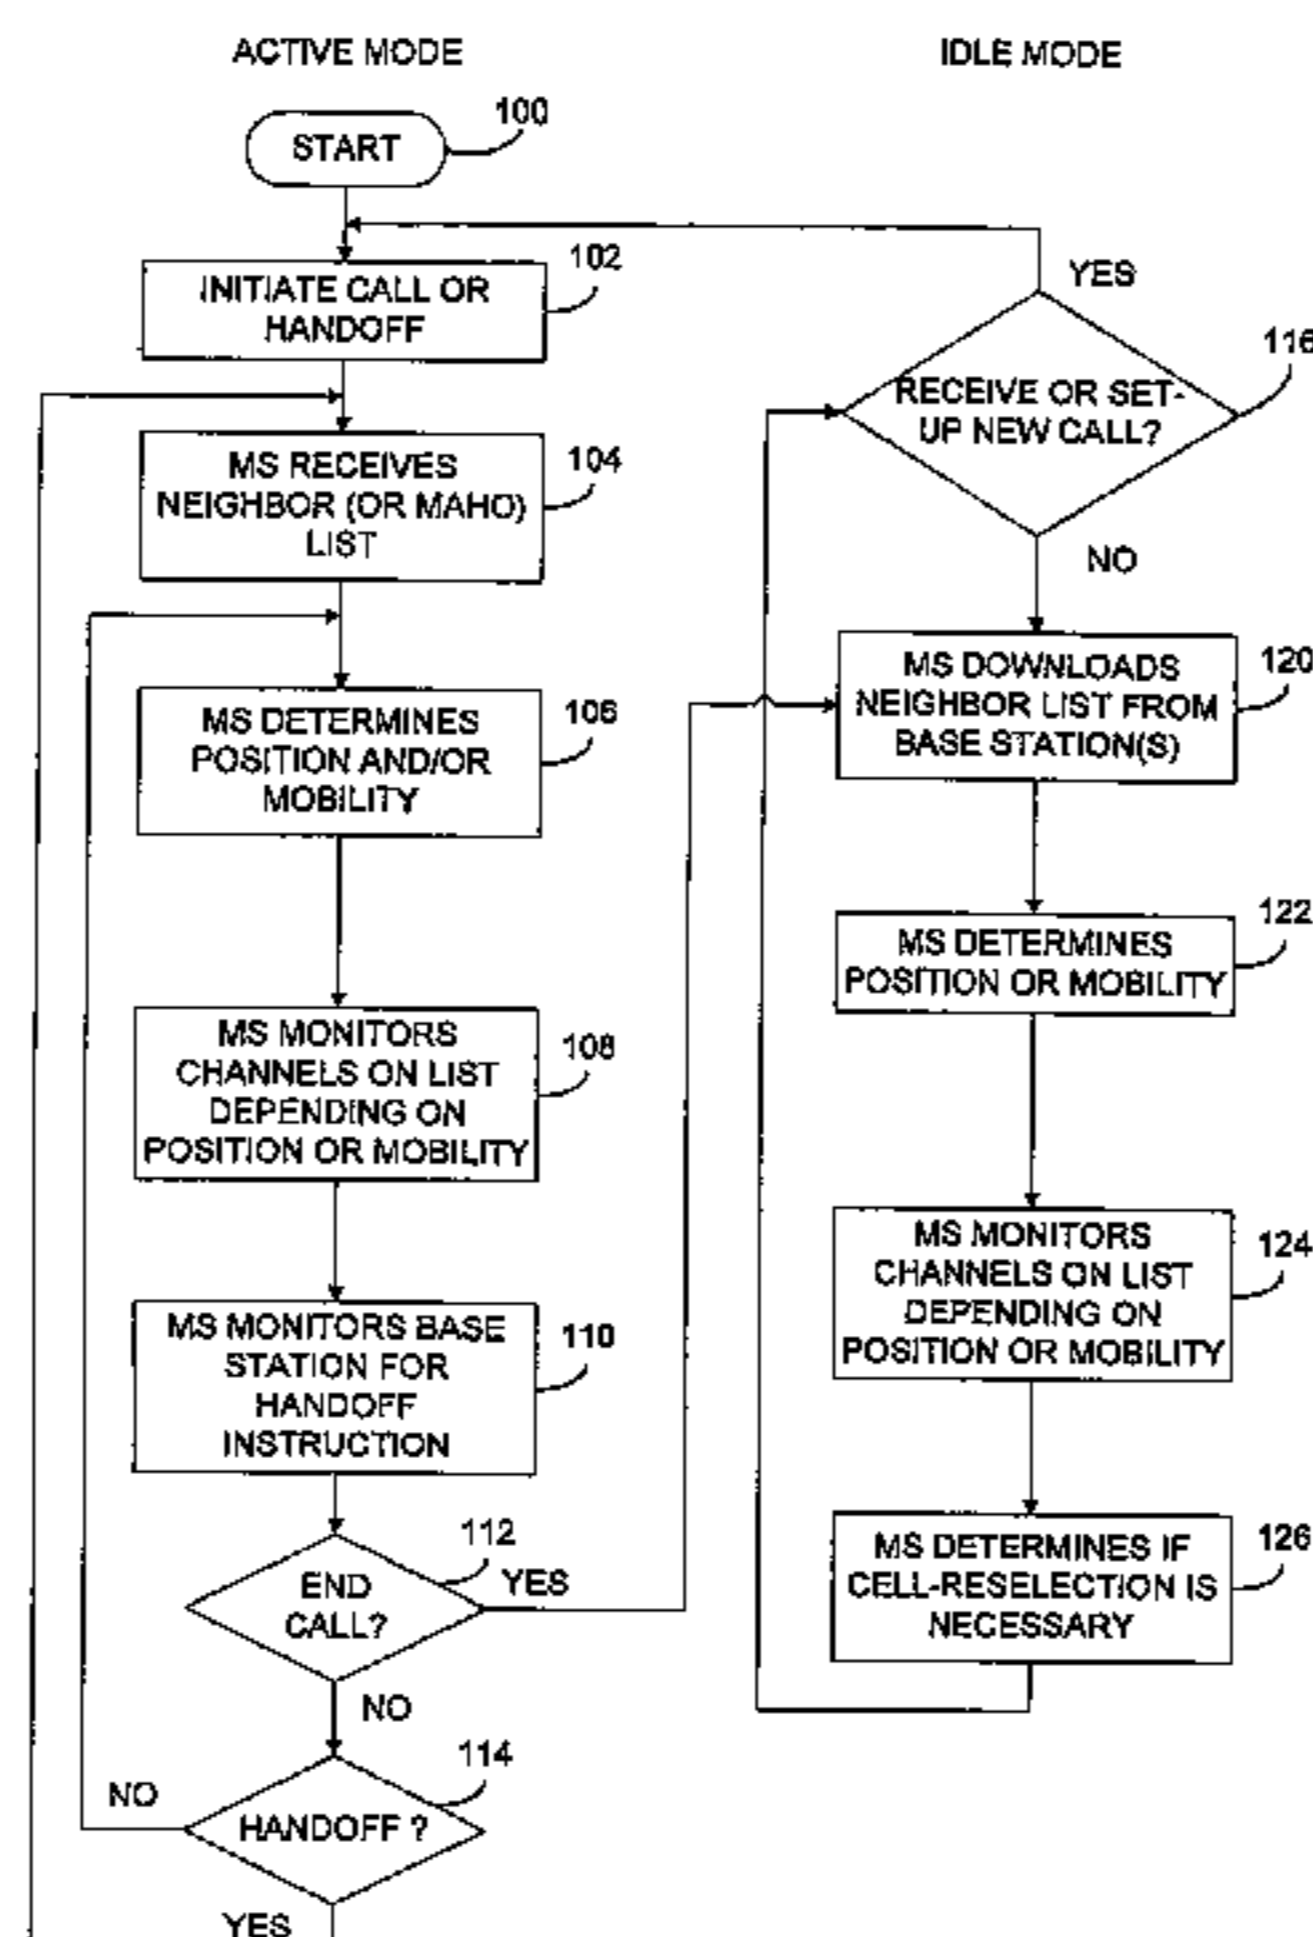 ACTIVE MODE
START
100
INITIATE CALL OR
HANDOFF
102
MS RECEIVES
NEIGHBOR (OR MAHO)
LIST
104
MS DETERMINES
POSITION AND/OR
MOBILITY
106
MS MONITORS
CHANNELS ON LIST
DEPENDING ON
POSITION OR MOBILITY
108
MS MONITORS BASE
STATION FOR
HANDOFF
INSTRUCTION
110
END
CALL?
112
YES
NO
HANDOFF ?
114
NO
YES
IDLE MODE
YES
RECEIVE OR SET-
UP NEW CALL?
116
NO
MS DOWNLOADS
NEIGHBOR LIST FROM
BASE STATION(S)
120
MS DETERMINES
POSITION OR MOBILITY
122
MS MONITORS
CHANNELS ON LIST
DEPENDING ON
POSITION OR MOBILITY
124
MS DETERMINES IF
CELL-RESELECTION IS
NECESSARY
126